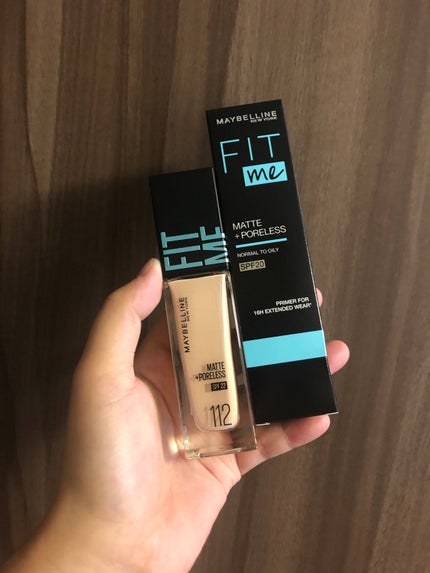 MAYBELLINE
NEW YORK
FIT
me
MATTE
+ PORELESS
NORMAL TO OILY
SPF20
PRIMER FOR
16H EXTENDED WEAR*
FIT
ME
MAYBELLINE
NEW YORK
MATTE
+PORELESS
SPF 22
112